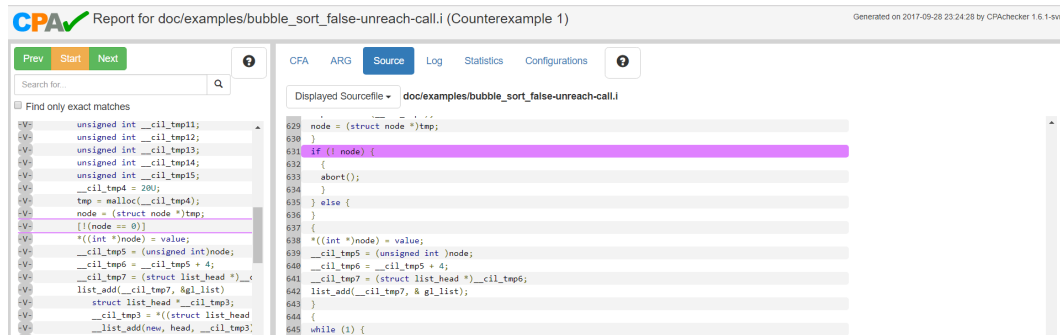 CPA Report for doc/examples/bubble_sort_false-unreach-call.i (Counterexample 1)
Generated on 2017-09-28 23:24:28 by CPAchecker 1.6.1-sv
Prev Start Next ?
Search for...
Find only exact matches
-V- unsigned int __cil_tmp11;
-V- unsigned int __cil_tmp12;
-V- unsigned int __cil_tmp13;
-V- unsigned int __cil_tmp14;
-V- unsigned int __cil_tmp15;
-V- __cil_tmp4 = 20U;
-V- tmp = malloc(__cil_tmp4);
-V- node = (struct node *)tmp;
-V- [!(node == 0)]
-V- *((int *)node) = value;
-V- __cil_tmp5 = (unsigned int)node;
-V- __cil_tmp6 = __cil_tmp5 + 4;
-V- __cil_tmp7 = (struct list_head *)__c
-V- list_add(__cil_tmp7, &gl_list)
-V- struct list_head *__cil_tmp3;
-V- __cil_tmp3 = *((struct list_head
-V- __list_add(new, head, __cil_tmp3)
CFA ARG Source Log Statistics Configurations ?
Displayed Sourcefile doc/examples/bubble_sort_false-unreach-call.i
629 node = (struct node *)tmp;
630 }
631 if (! node) {
632 {
633 abort();
634 }
635 } else {
636 }
637 {
638 *((int *)node) = value;
639 __cil_tmp5 = (unsigned int )node;
640 __cil_tmp6 = __cil_tmp5 + 4;
641 __cil_tmp7 = (struct list_head *)__cil_tmp6;
642 list_add(__cil_tmp7, & gl_list);
643 }
644 {
645 while (1) {